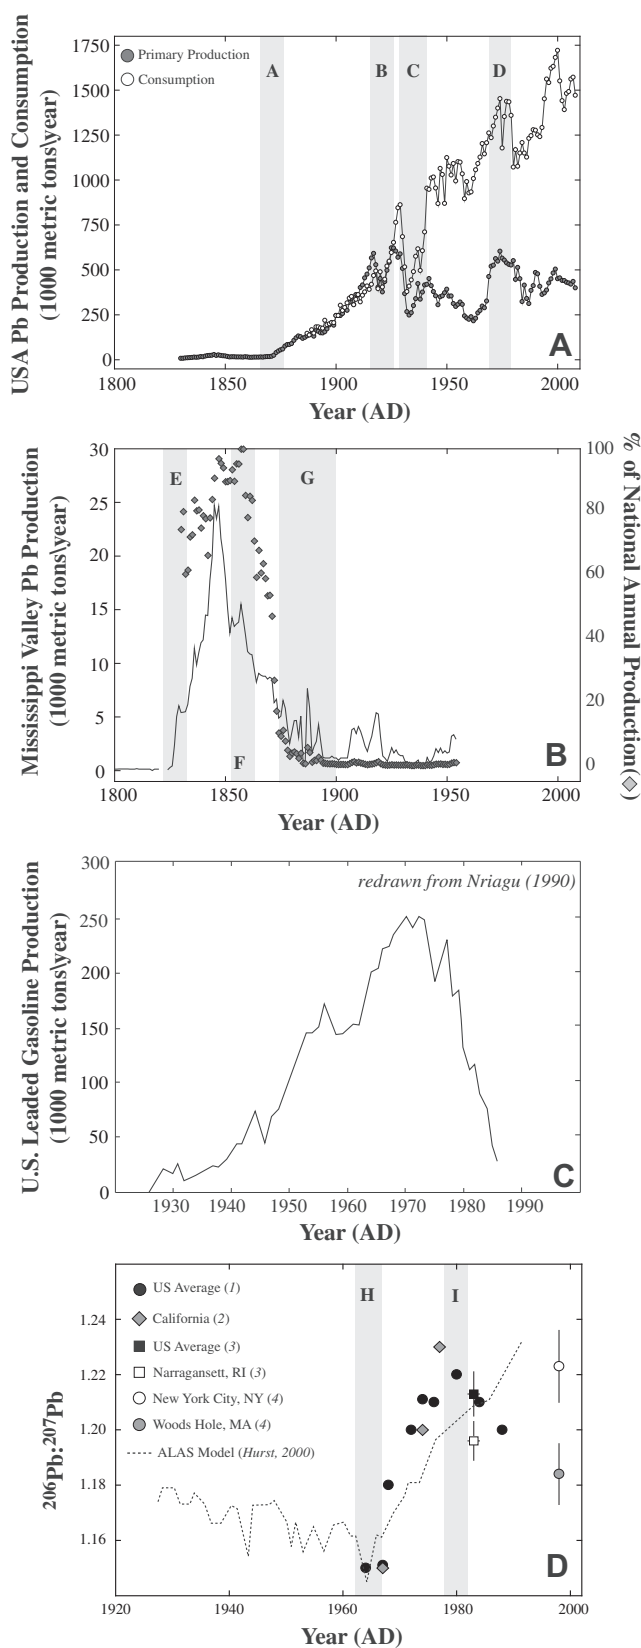 USA Pb Production and Consumption
(1000 metric tons\year)
1750
1500
1250
1000
750
500
250
0
Primary Production
Consumption
A
B
C
D
A
1800
1850
1900
1950
2000
Year (AD)
Mississippi Valley Pb Production
(1000 metric tons\year)
30
25
20
15
10
5
0
E
F
G
B
100
80
60
40
20
0
% of National Annual Production( )
1800
1850
1900
1950
2000
Year (AD)
U.S. Leaded Gasoline Production
(1000 metric tons\year)
300
250
200
150
100
50
0
redrawn from Nriagu (1990)
C
1930
1940
1950
1960
1970
1980
1990
Year (AD)
206Pb:207Pb
1.24
1.22
1.20
1.18
1.16
US Average (1)
California (2)
US Average (3)
Narragansett, RI (3)
New York City, NY (4)
Woods Hole, MA (4)
ALAS Model (Hurst, 2000)
H
I
D
1920
1940
1960
1980
2000
Year (AD)